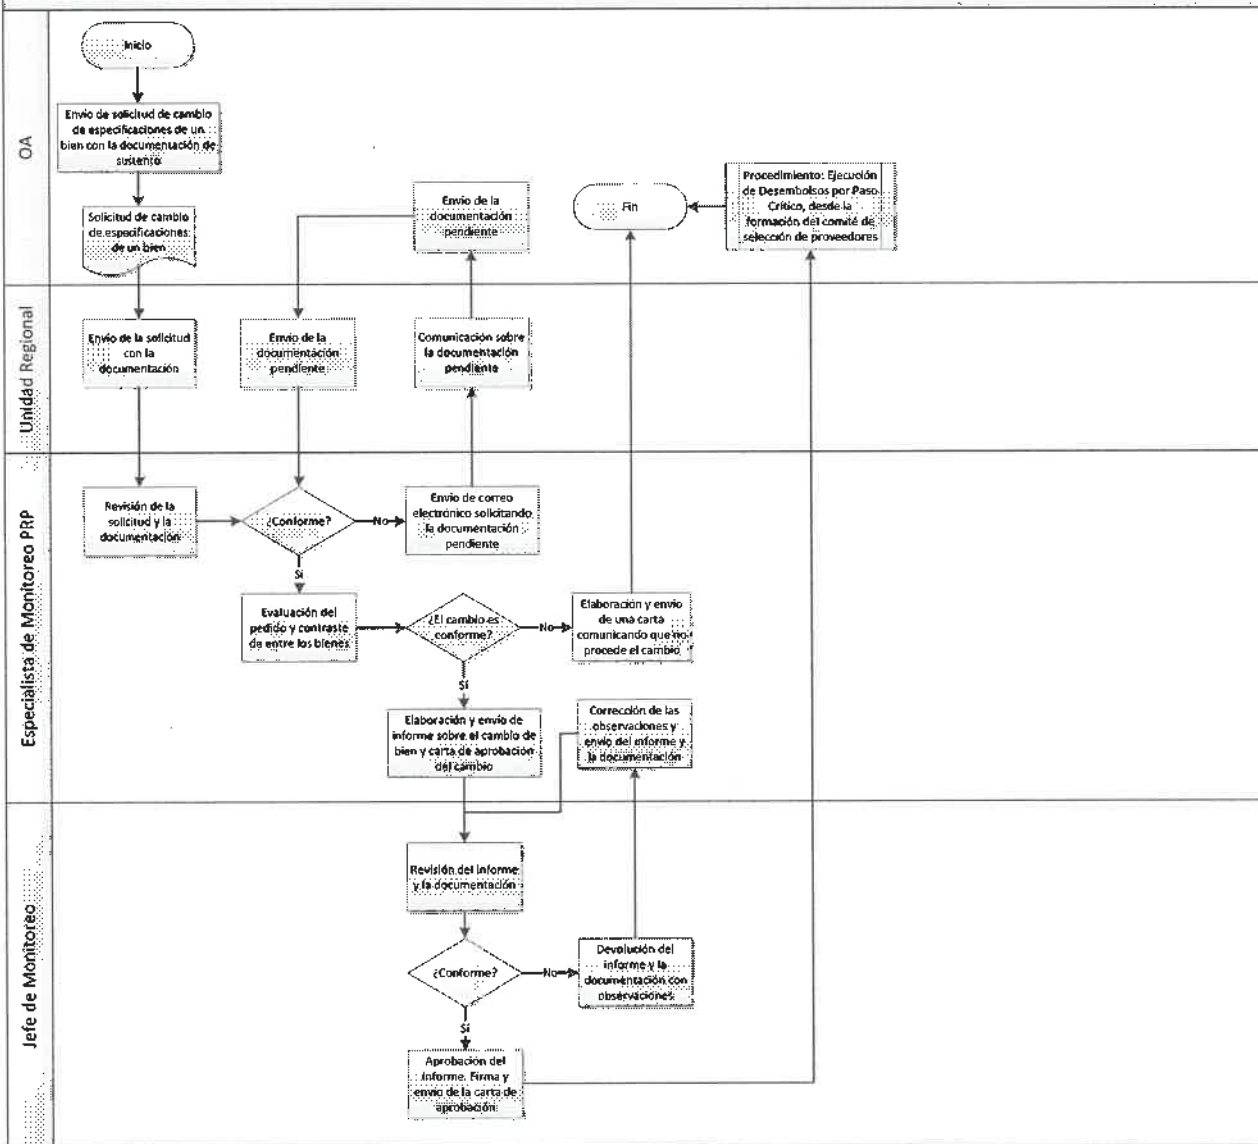 OA
Inicio
Envio de solicitud de cambio
de especificaciones de un
bien con la documentación de
sustento
Solicitud de cambio
de especificaciones
de un bien
Envio de la
documentación
pendiente
Fin
Procedimiento: Ejecución
de Desembolsos por Paso
Crítico, desde la
formación del comité de
selección de proveedores
Unidad Regional
Envío de la solicitud
con la
documentación
Envio de la
documentación
pendiente
Comunicación sobre
la documentación
pendiente
Especialista de Monitoreo PRP
Revisión de la
solicitud y la
documentación
¿Conforme?
No
Envio de correo
electrónico solicitando
la documentación
pendiente
Sí
Evaluación del
pedido y contraste
de entre los bienes
¿El cambio es
conforme?
No
Elaboración y envio
de una carta
comunicando que no
procede el cambio
Sí
Elaboración y envio de
informe sobre el cambio de
bien y carta de aprobación
del cambio
Corrección de las
observaciones y
envio del informe y
la documentación
Jefe de Monitoreo
Revisión del informe
y la documentación
¿Conforme?
No
Devolución del
informe y la
documentación con
observaciones
Sí
Aprobación del
informe. Firma y
envio de la carta de
aprobación